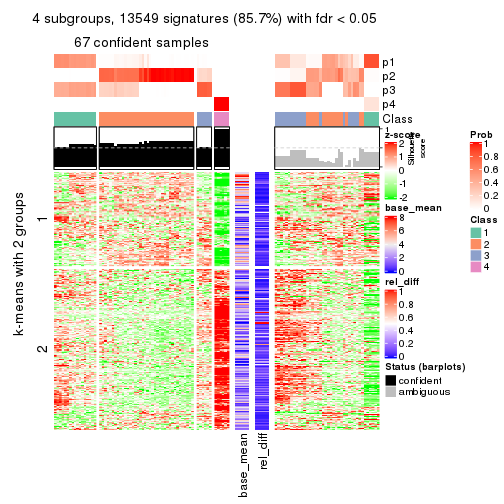 4 subgroups, 13549 signatures (85.7%) with fdr < 0.05
67 confident samples
p1
p2
p3
p4
Class
1
Silhouette
score
z-score
2
1
0
-1
-2
Prob
1
0.8
0.6
0.4
0.2
0
base_mean
8
6
4
2
0
Class
1
2
3
4
rel_diff
1
0.8
0.6
0.4
0.2
0
Status (barplots)
confident
ambiguous
k-means with 2 groups
1
2
base_mean
rel_diff